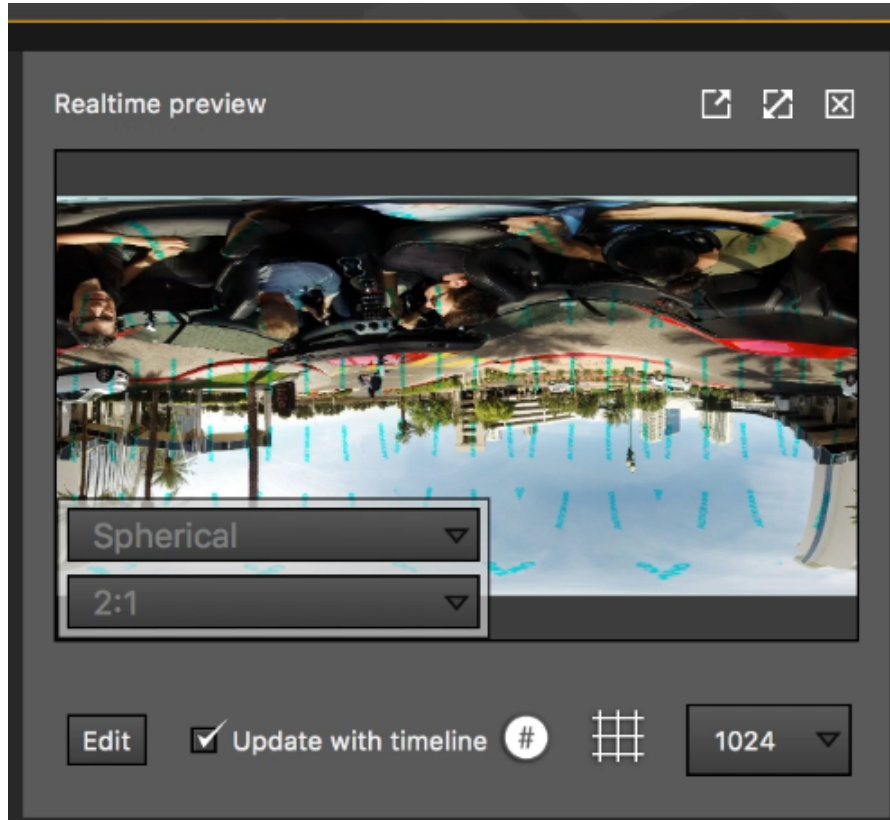 Realtime preview
Spherical
2:1
Edit
Update with timeline
#
1024